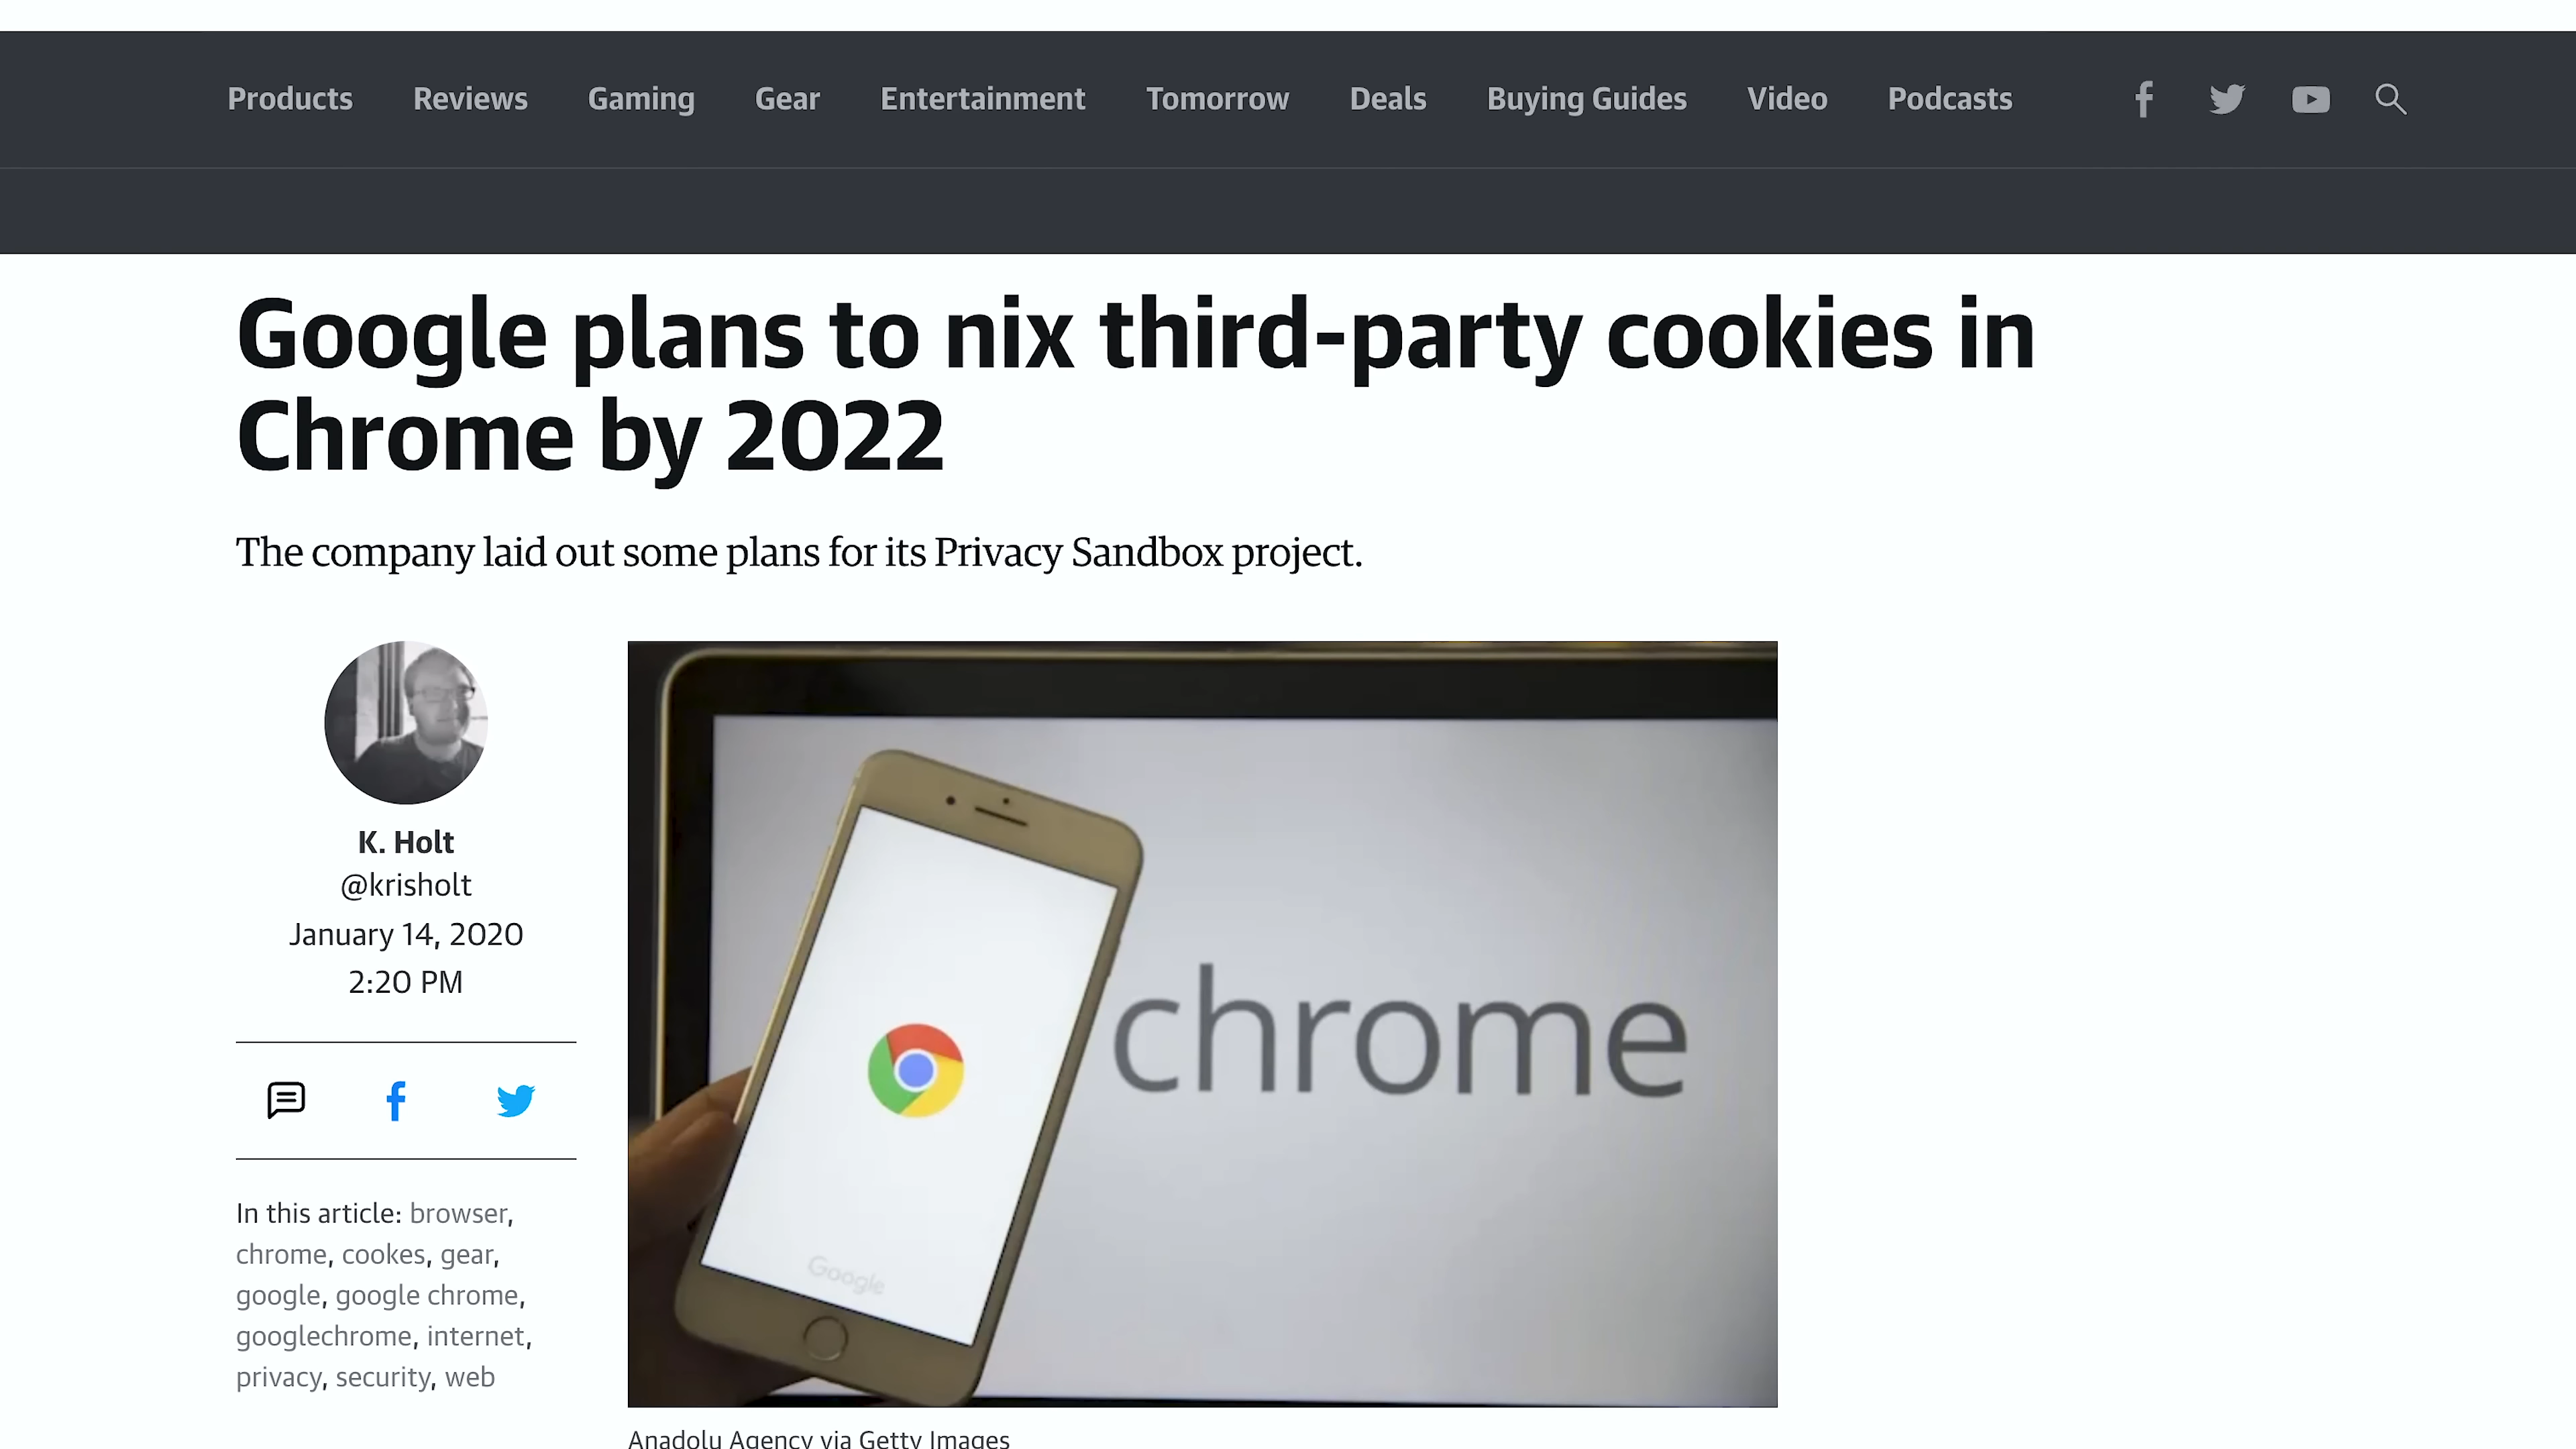 Products Reviews Gaming Gear Entertainment Tomorrow Deals Buying Guides Video Podcasts
Google plans to nix third-party cookies in
Chrome by 2022
The company laid out some plans for its Privacy Sandbox project.
K. Holt
@krisholt
January 14, 2020
2:20 PM
In this article: browser,
chrome, cookes, gear,
google, google chrome,
googlechrome, internet,
privacy, security, web
chrome
Google
Anadolu Agency via Getty Images